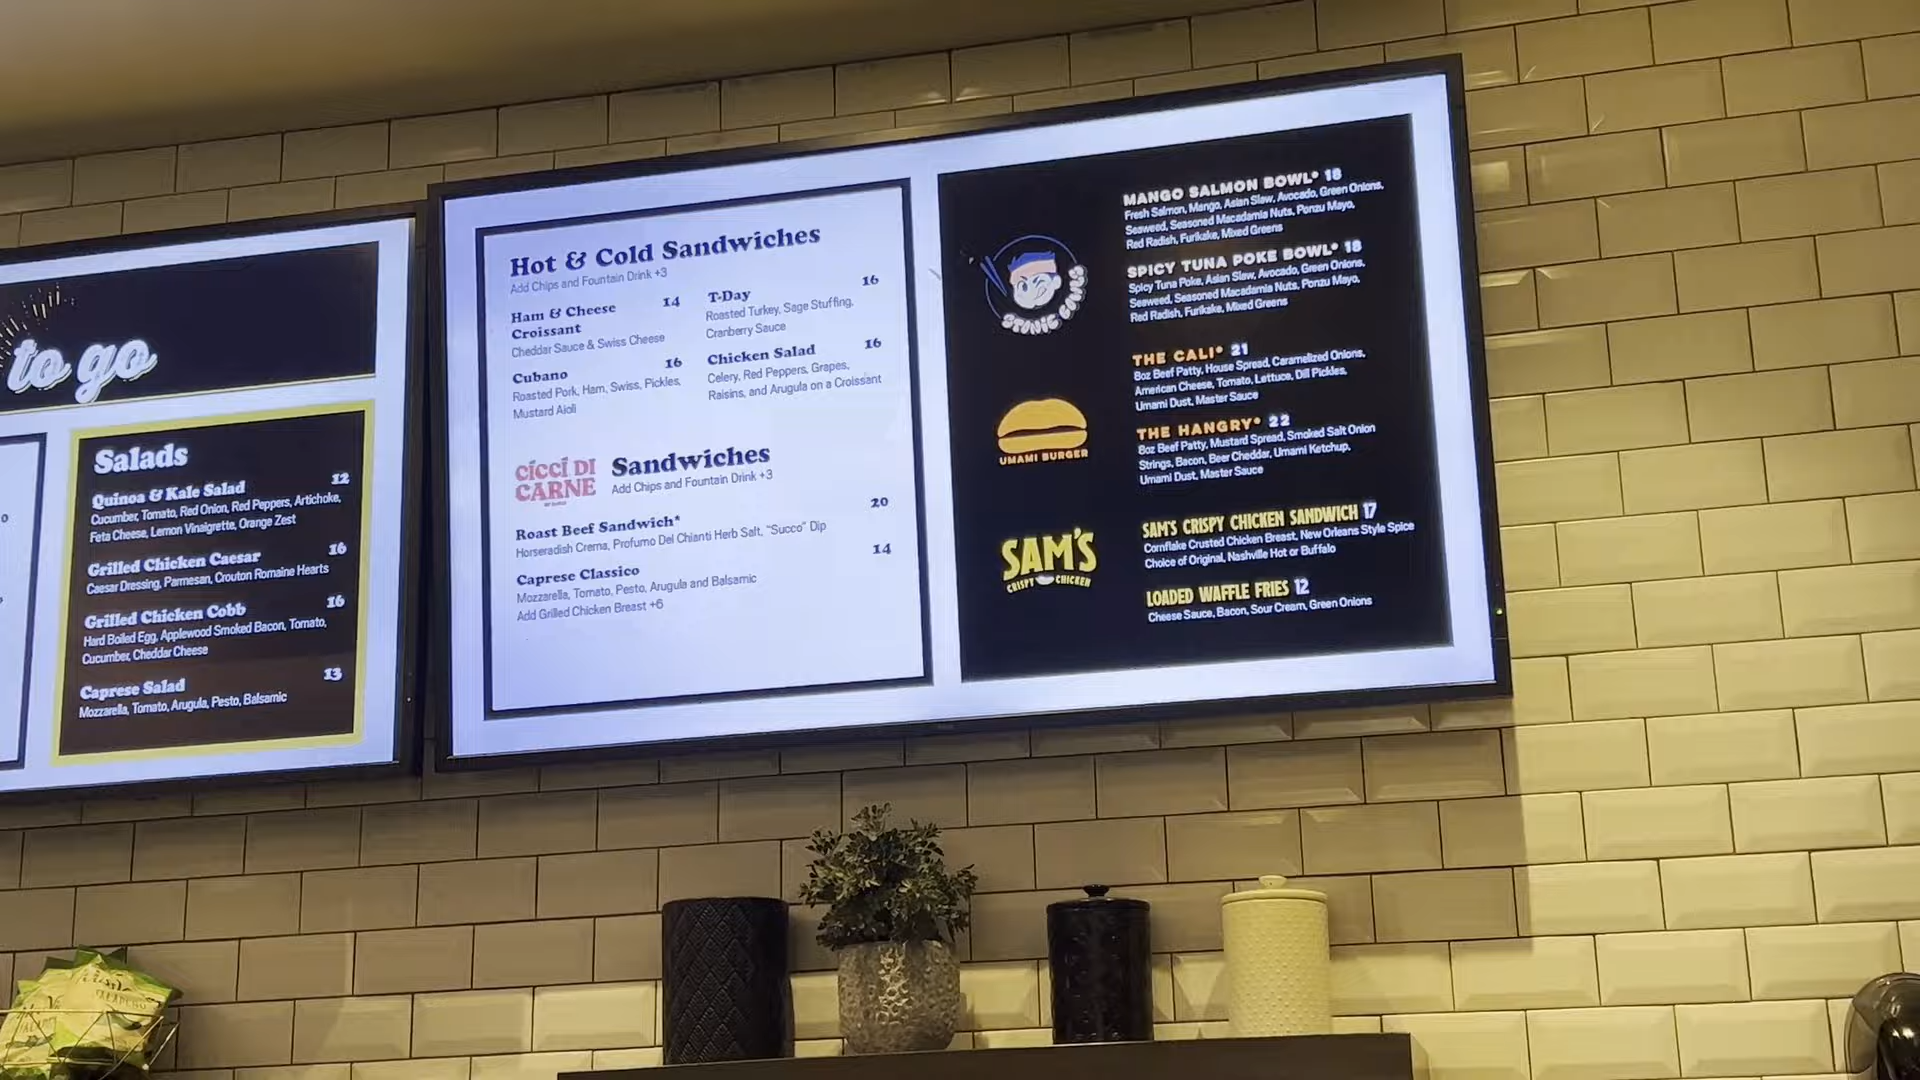 to go
Salads
Quinoa & Kale Salad 12
Cucumber, Tomato, Red Onion, Red Peppers, Artichoke,
Feta Cheese, Lemon Vinaigrette, Orange Zest
Grilled Chicken Caesar 16
Caesar Dressing, Parmesan, Crouton Romaine Hearts
Grilled Chicken Cobb 16
Hard Boiled Egg, Applewood Smoked Bacon, Tomato,
Cucumber, Cheddar Cheese
Caprese Salad 13
Mozzarella, Tomato, Arugula, Pesto, Balsamic
Hot & Cold Sandwiches
Add Chips and Fountain Drink +3
Ham & Cheese 14
Croissant
Cheddar Sauce & Swiss Cheese
Cubano 16
Roasted Pork, Ham, Swiss, Pickles,
Mustard Aioli
T-Day 16
Roasted Turkey, Sage Stuffing,
Cranberry Sauce
Chicken Salad 16
Celery, Red Peppers, Grapes,
Raisins, and Arugula on a Croissant
CICCI DI
CARNE
Sandwiches
Add Chips and Fountain Drink +3
Roast Beef Sandwich* 20
Horseradish Crema, Profumo Del Chianti Herb Salt, "Succo" Dip
Caprese Classico 14
Mozzarella, Tomato, Pesto, Arugula and Balsamic
Add Grilled Chicken Breast +6
MANGO SALMON BOWL* 18
Fresh Salmon, Mango, Asian Slaw, Avocado, Green Onions,
Seaweed, Seasoned Macadamia Nuts, Ponzu Mayo,
Red Radish, Furikake, Mixed Greens
SPICY TUNA POKE BOWL* 18
Spicy Tuna Poke, Asian Slaw, Avocado, Green Onions,
Seaweed, Seasoned Macadamia Nuts, Ponzu Mayo,
Red Radish, Furikake, Mixed Greens
UMAMI BURGER
THE CALI* 21
8oz Beef Patty, House Spread, Caramelized Onions,
American Cheese, Tomato, Lettuce, Dill Pickles,
Umami Dust, Master Sauce
THE HANGRY* 22
8oz Beef Patty, Mustard Spread, Smoked Salt Onion
Strings, Bacon, Beer Cheddar, Umami Ketchup,
Umami Dust, Master Sauce
SAM'S
CRISPY CHICKEN
SAM'S CRISPY CHICKEN SANDWICH 17
Cornflake Crusted Chicken Breast, New Orleans Style Spice
Choice of Original, Nashville Hot or Buffalo
LOADED WAFFLE FRIES 12
Cheese Sauce, Bacon, Sour Cream, Green Onions